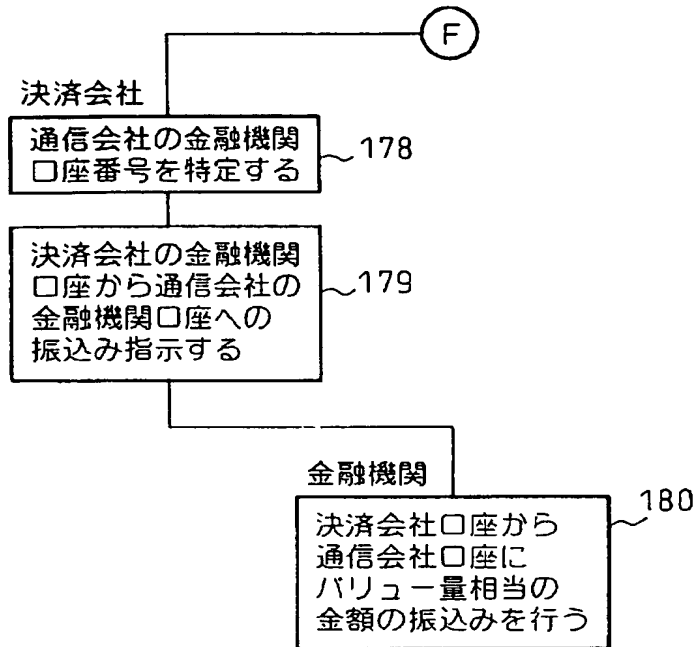 F
決済会社
通信会社の金融機関
口座番号を特定する
178
決済会社の金融機関
口座から通信会社の
金融機関口座への
振込み指示する
179
金融機関
決済会社口座から
通信会社口座に
バリュー量相当の
金額の振込みを行う
180